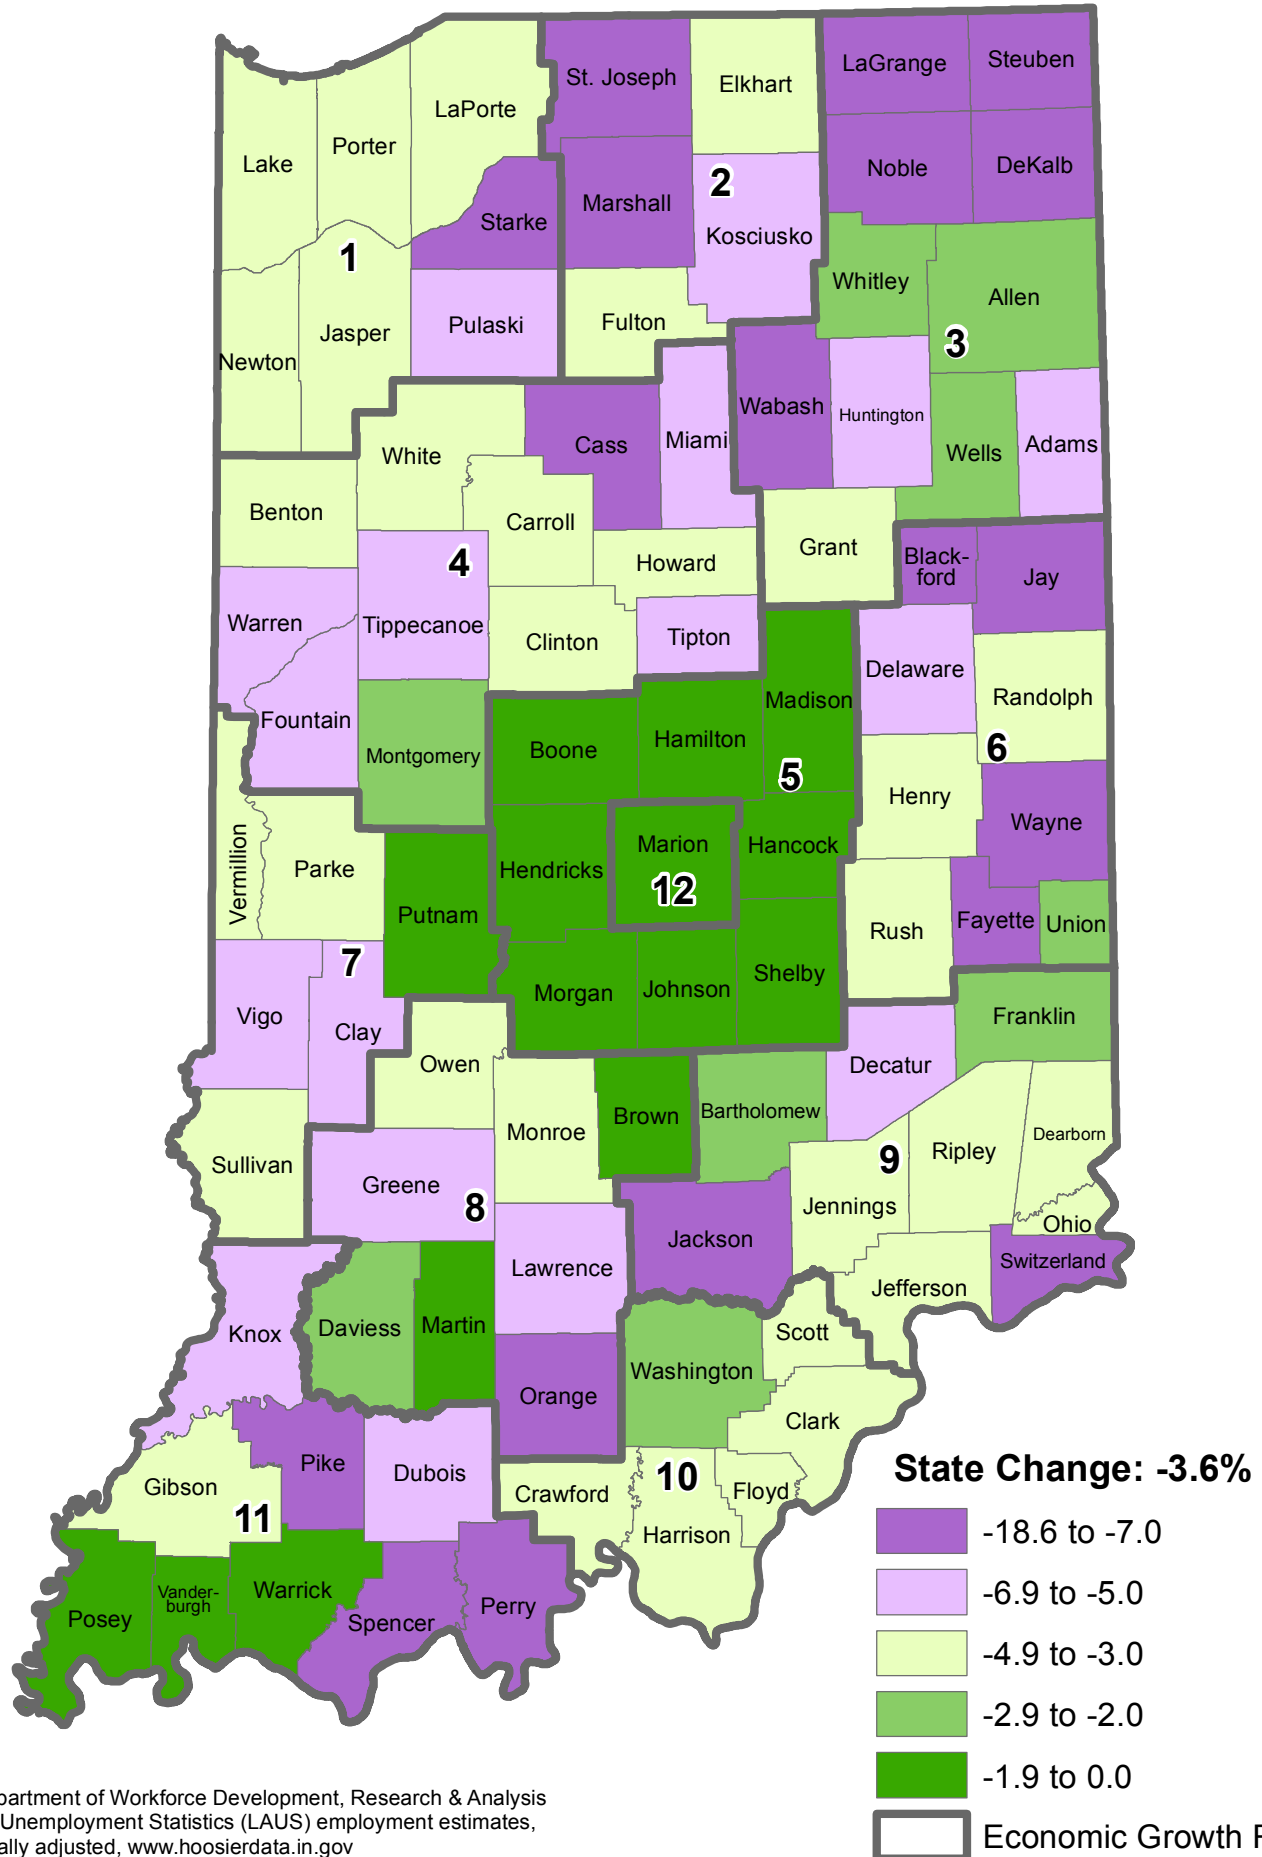 St. Joseph
Elkhart
LaGrange
Steuben
LaPorte
Lake
Porter
Noble
DeKalb
Starke
Marshall
2
Kosciusko
1
Whitley
Allen
Jasper
Pulaski
Fulton
3
Newton
Wabash
Huntington
White
Cass
Miami
Wells
Adams
Benton
Carroll
Grant
4
Howard
Black-
ford
Jay
Warren
Tippecanoe
Clinton
Tipton
Delaware
Fountain
Madison
Randolph
Montgomery
Boone
Hamilton
6
5
Henry
Vermillion
Parke
Hendricks
Marion
Hancock
Wayne
12
Putnam
Rush
Fayette
Union
7
Morgan
Johnson
Shelby
Vigo
Clay
Franklin
Owen
Decatur
Monroe
Brown
Bartholomew
Dearborn
Sullivan
9
Ripley
Greene
8
Jennings
Ohio
Jackson
Switzerland
Lawrence
Jefferson
Knox
Daviess
Martin
Scott
Orange
Washington
Clark
Pike
Dubois
Gibson
Crawford
10
Floyd
11
Harrison
Posey
Vander-
burgh
Warrick
Spencer
Perry
State Change: -3.6%
-18.6 to -7.0
-6.9 to -5.0
-4.9 to -3.0
-2.9 to -2.0
-1.9 to 0.0
Economic Growth
partment of Workforce Development, Research & Analysis
Unemployment Statistics (LAUS) employment estimates,
ally adjusted, www.hoosierdata.in.gov